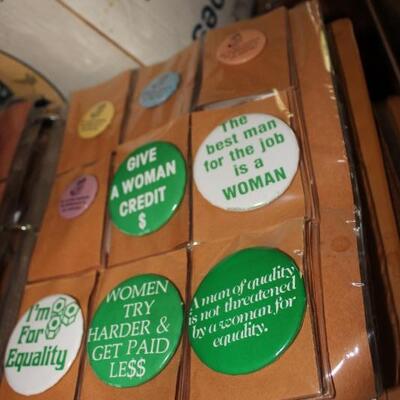 GIVE
A WOMAN
CREDIT
$
The
best man
for the job
is a
WOMAN
I'm
For
Equality
WOMEN
TRY
HARDER &
GET PAID
LE$$
A man of quality
is not threatened
by a woman for
equality.